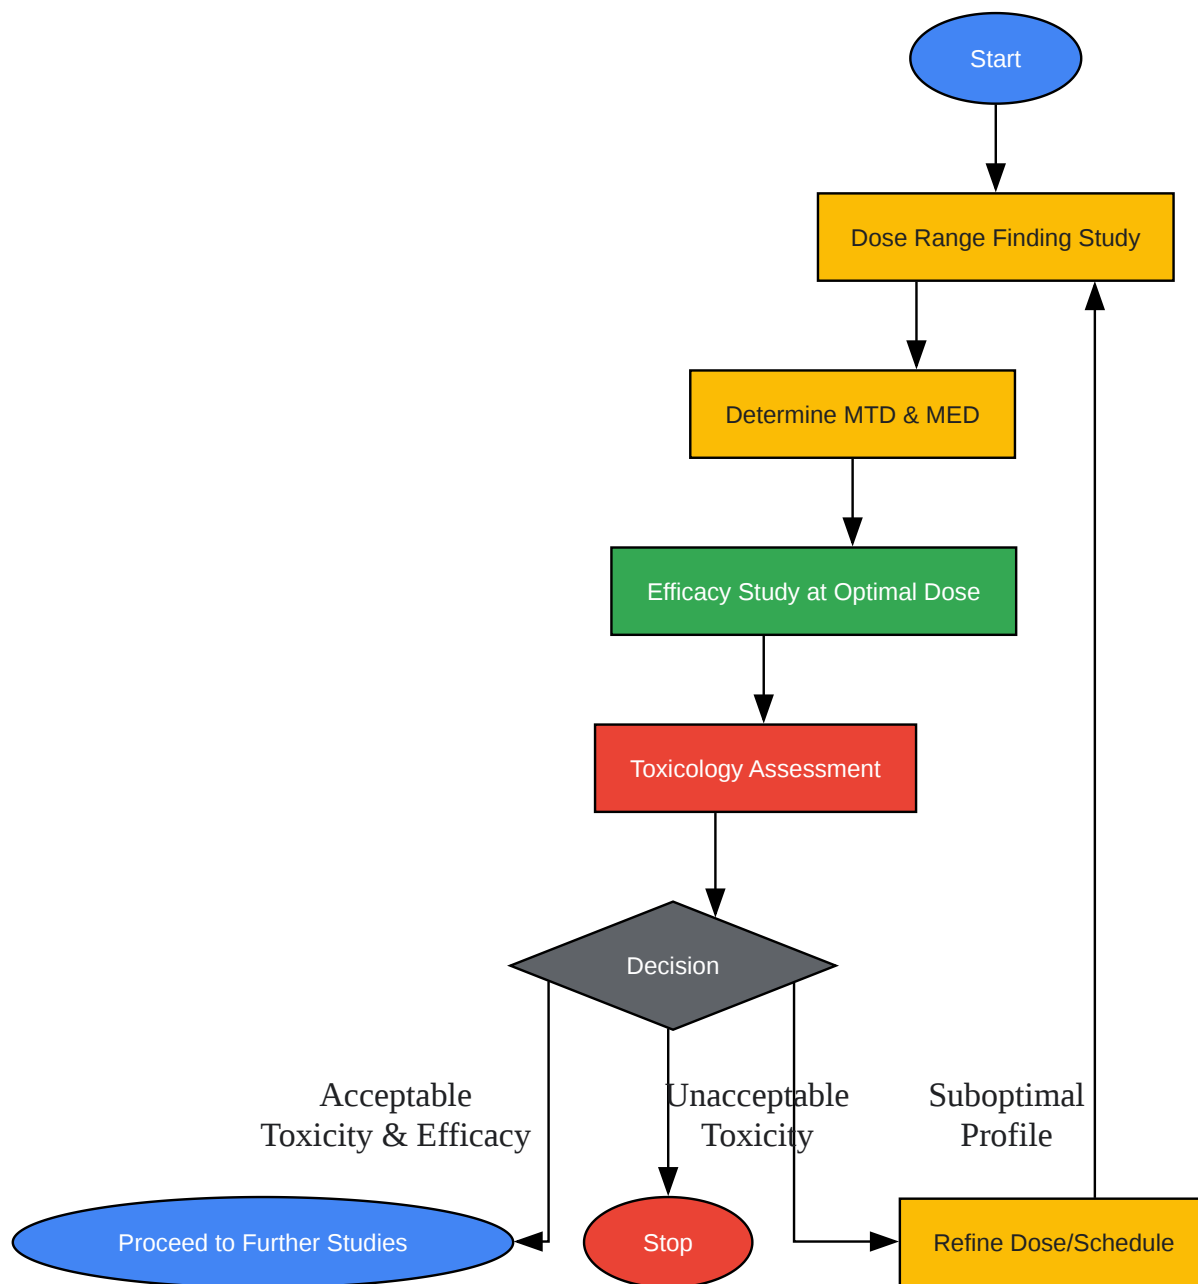 Start
Dose Range Finding Study
Determine MTD & MED
Efficacy Study at Optimal Dose
Toxicology Assessment
Decision
Acceptable
Toxicity & Efficacy
Unacceptable
Toxicity
Suboptimal
Profile
Proceed to Further Studies
Stop
Refine Dose/Schedule